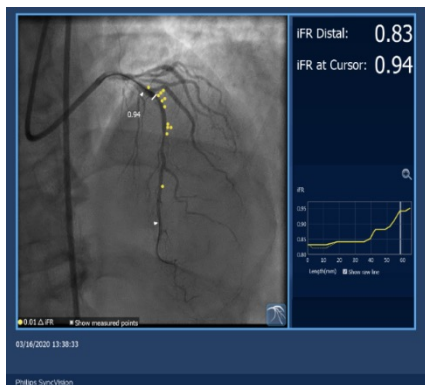 iFR Distal: 0.83
iFR at Cursor: 0.94
0.94
iFR
0.95
0.90
0.85
0.80
0 10 20 30 40 50 60
Length(mm) Show raw line
0.01 Δ iFR Show measured points
03/16/2020 13:38:33
Philips SyncVision